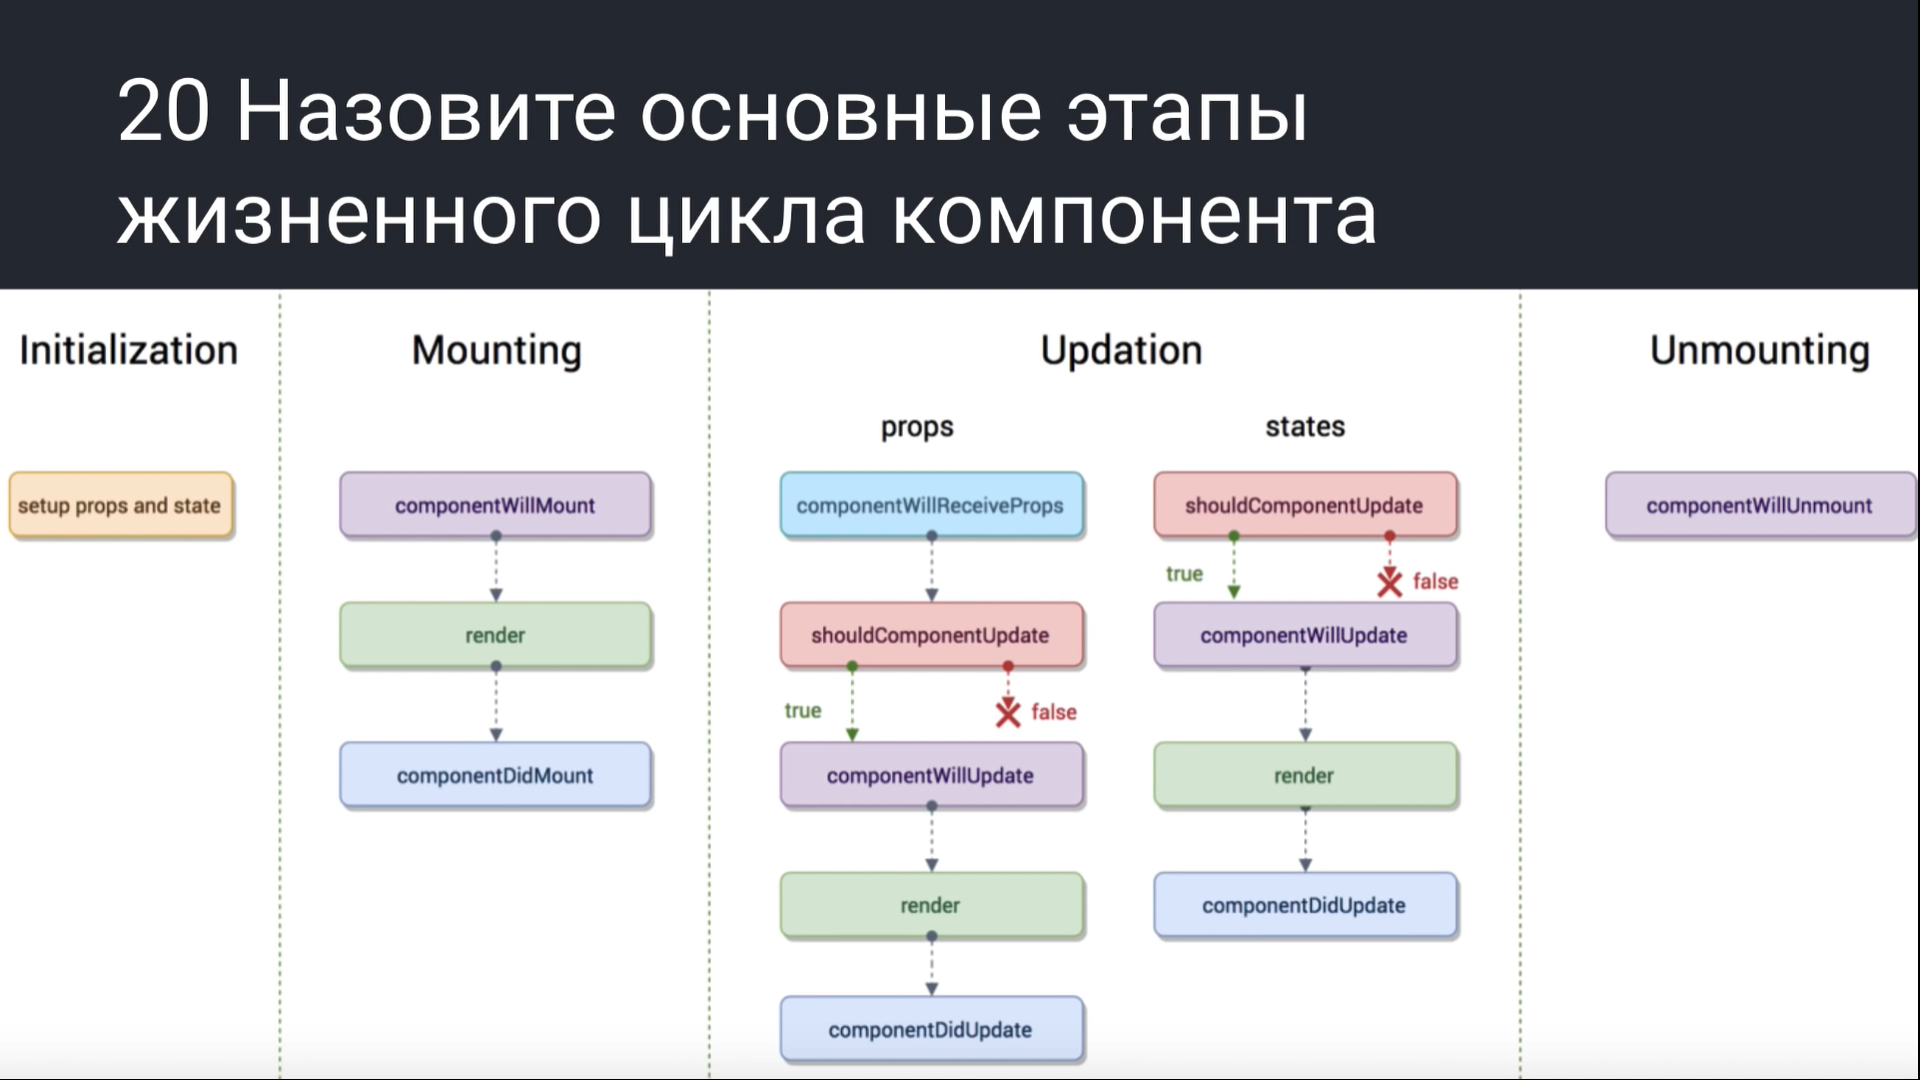 20 Назовите основные этапы
жизненного цикла компонента
Initialization
setup props and state
Mounting
componentWillMount
render
componentDidMount
Updation
props
componentWillReceiveProps
shouldComponentUpdate
true
false
componentWillUpdate
render
componentDidUpdate
states
shouldComponentUpdate
true
false
componentWillUpdate
render
componentDidUpdate
Unmounting
componentWillUnmount